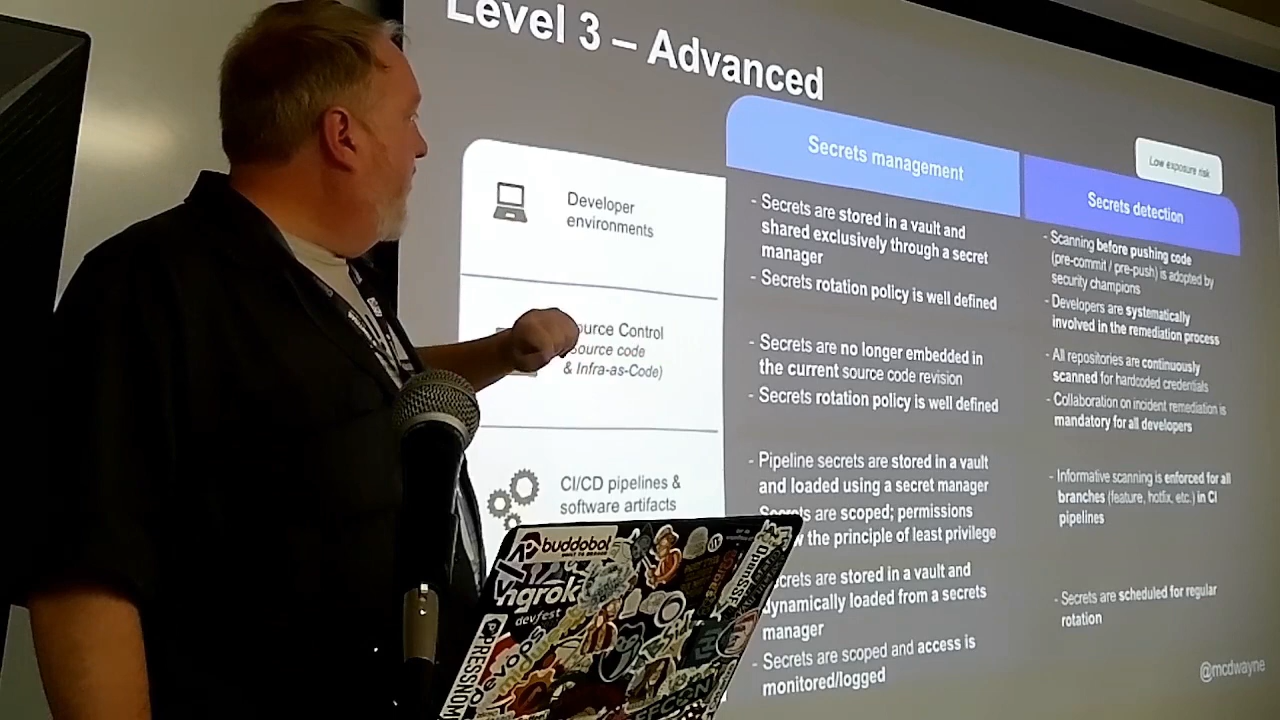 Level 3 – Advanced
Secrets management
Low exposure risk
Secrets detection
Developer
environments
- Secrets are stored in a vault and
shared exclusively through a secret
manager
- Secrets rotation policy is well defined
- Scanning before pushing code
(pre-commit / pre-push) is adopted by
security champions
- Developers are systematically
involved in the remediation process
ource Control
source code
& Infra-as-Code)
- Secrets are no longer embedded in
the current source code revision
- Secrets rotation policy is well defined
- All repositories are continuously
scanned for hardcoded credentials
- Collaboration on incident remediation is
mandatory for all developers
CI/CD pipelines &
software artifacts
- Pipeline secrets are stored in a vault
and loaded using a secret manager
Secrets are scoped; permissions
the principle of least privilege
- Informative scanning is enforced for all
branches (feature, hotfix, etc.) in CI
pipelines
crets are stored in a vault and
dynamically loaded from a secrets
manager
- Secrets are scoped and access is
monitored/logged
- Secrets are scheduled for regular
rotation
@mcdwayne
buddobot
ngrok
devfest
OpenSSF
PRESSNOM